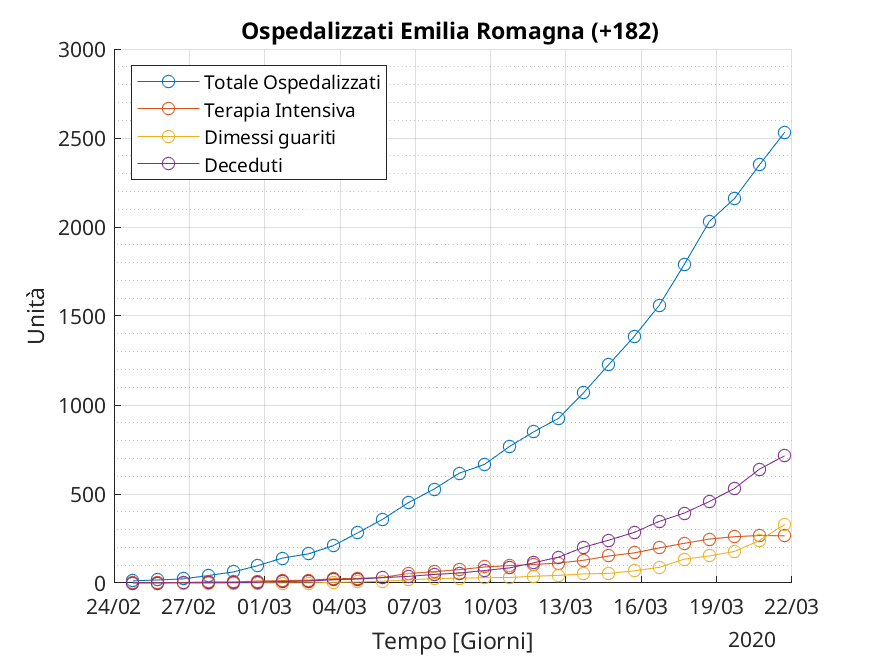 Ospedalizzati Emilia Romagna (+182)
3000
2500
2000
1500
1000
500
0
Unità
Totale Ospedalizzati
Terapia Intensiva
Dimessi guariti
Deceduti
24/02 27/02 01/03 04/03 07/03 10/03 13/03 16/03 19/03 22/03
Tempo [Giorni]
2020